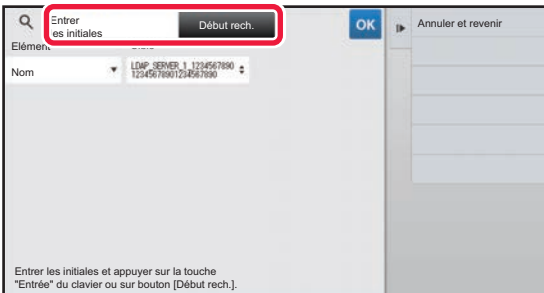 Entrer
les initiales
Début rech.
OK
Annuler et revenir
Elément
Nom
LDAP_SERVER_1_1234567890
12345678901234567890
Entrer les initiales et appuyer sur la touche
"Entrée" du clavier ou sur bouton [Début rech.].